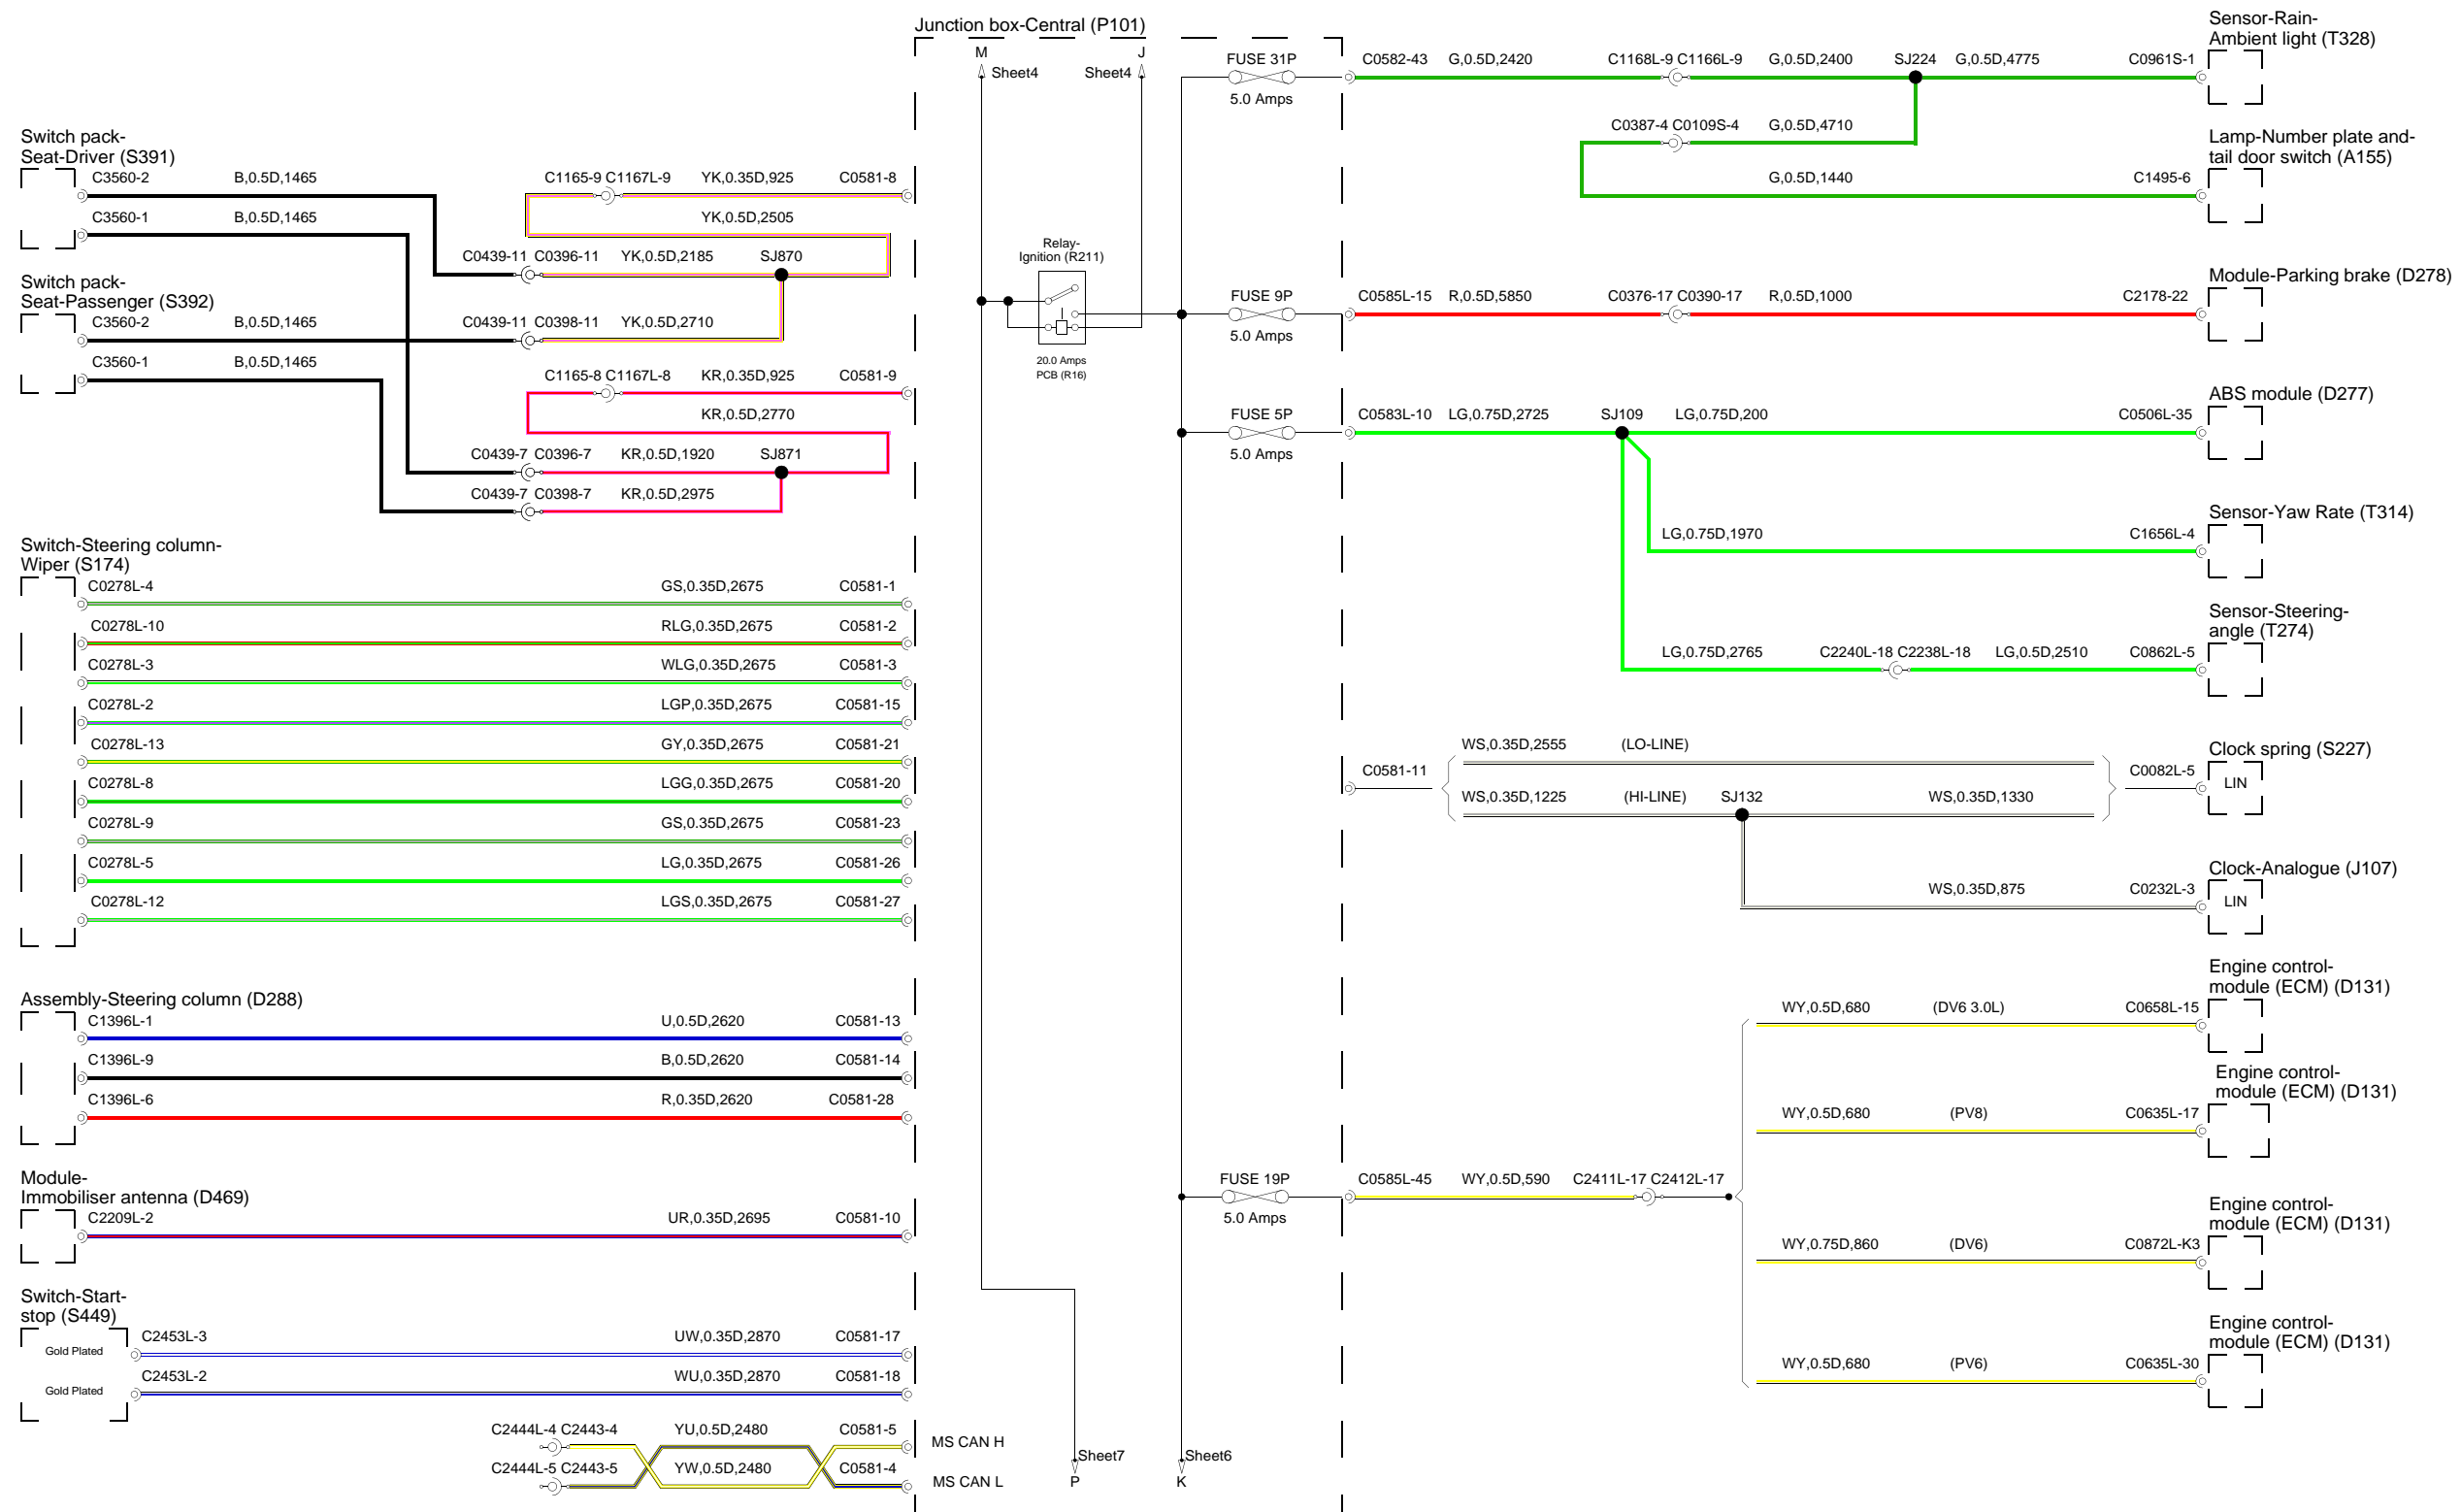 Junction box-Central (P101)
M
Sheet4
J
Sheet4
Switch pack-
Seat-Driver (S391)
C3560-2 B,0.5D,1465
C3560-1 B,0.5D,1465
C1165-9 C1167L-9 YK,0.35D,925 C0581-8
YK,0.5D,2505
C0439-11 C0396-11 YK,0.5D,2185 SJ870
Switch pack-
Seat-Passenger (S392)
C3560-2 B,0.5D,1465 C0439-11 C0398-11 YK,0.5D,2710
C3560-1 B,0.5D,1465
C1165-8 C1167L-8 KR,0.35D,925 C0581-9
KR,0.5D,2770
C0439-7 C0396-7 KR,0.5D,1920 SJ871
C0439-7 C0398-7 KR,0.5D,2975
Switch-Steering column-
Wiper (S174)
C0278L-4 GS,0.35D,2675 C0581-1
C0278L-10 RLG,0.35D,2675 C0581-2
C0278L-3 WLG,0.35D,2675 C0581-3
C0278L-2 LGP,0.35D,2675 C0581-15
C0278L-13 GY,0.35D,2675 C0581-21
C0278L-8 LGG,0.35D,2675 C0581-20
C0278L-9 GS,0.35D,2675 C0581-23
C0278L-5 LG,0.35D,2675 C0581-26
C0278L-12 LGS,0.35D,2675 C0581-27
Assembly-Steering column (D288)
C1396L-1 U,0.5D,2620 C0581-13
C1396L-9 B,0.5D,2620 C0581-14
C1396L-6 R,0.35D,2620 C0581-28
Module-
Immobiliser antenna (D469)
C2209L-2 UR,0.35D,2695 C0581-10
Switch-Start-
stop (S449)
Gold Plated
C2453L-3 UW,0.35D,2870 C0581-17
Gold Plated
C2453L-2 WU,0.35D,2870 C0581-18
C2444L-4 C2443-4 YU,0.5D,2480 C0581-5
MS CAN H
C2444L-5 C2443-5 YW,0.5D,2480 C0581-4
MS CAN L
Relay-
Ignition (R211)
20.0 Amps
PCB (R16)
Sheet7
P
Sheet6
K
FUSE 31P
5.0 Amps
C0582-43 G,0.5D,2420 C1168L-9 C1166L-9 G,0.5D,2400 SJ224 G,0.5D,4775 C0961S-1
Sensor-Rain-
Ambient light (T328)
C0387-4 C0109S-4 G,0.5D,4710
G,0.5D,1440 C1495-6
Lamp-Number plate and-
tail door switch (A155)
FUSE 9P
5.0 Amps
C0585L-15 R,0.5D,5850 C0376-17 C0390-17 R,0.5D,1000 C2178-22
Module-Parking brake (D278)
FUSE 5P
5.0 Amps
C0583L-10 LG,0.75D,2725 SJ109 LG,0.75D,200 C0506L-35
ABS module (D277)
LG,0.75D,1970 C1656L-4
Sensor-Yaw Rate (T314)
LG,0.75D,2765 C2240L-18 C2238L-18 LG,0.5D,2510 C0862L-5
Sensor-Steering-
angle (T274)
C0581-11
WS,0.35D,2555 (LO-LINE)
WS,0.35D,1225 (HI-LINE) SJ132 WS,0.35D,1330
C0082L-5
Clock spring (S227)
LIN
WS,0.35D,875 C0232L-3
Clock-Analogue (J107)
LIN
FUSE 19P
5.0 Amps
C0585L-45 WY,0.5D,590 C2411L-17 C2412L-17
WY,0.5D,680 (DV6 3.0L) C0658L-15
Engine control-
module (ECM) (D131)
WY,0.5D,680 (PV8) C0635L-17
Engine control-
module (ECM) (D131)
WY,0.75D,860 (DV6) C0872L-K3
Engine control-
module (ECM) (D131)
WY,0.5D,680 (PV6) C0635L-30
Engine control-
module (ECM) (D131)